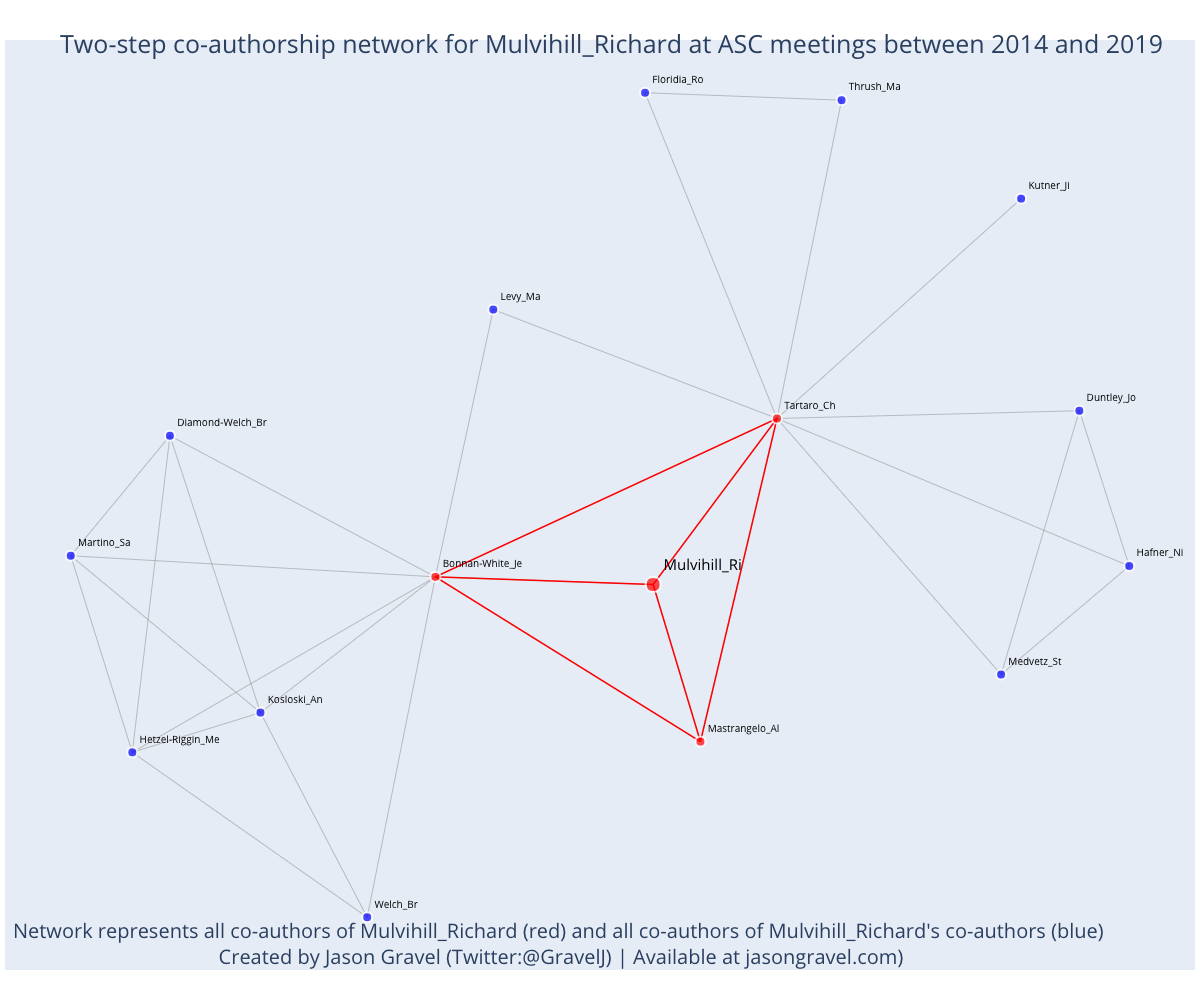 Two-step co-authorship network for Mulvihill_Richard at ASC meetings between 2014 and 2019
Floridia_Ro
Thrush_Ma
Kutner_Ji
Levy_Ma
Duntley_Jo
Tartaro_Ch
Diamond-Welch_Br
Martino_Sa
Hafner_Ni
Bonnan-White_Je
Mulvihill_Ri
Medvetz_St
Kosloski_An
Mastrangelo_Al
Hetzel-Riggin_Me
Welch_Br
Network represents all co-authors of Mulvihill_Richard (red) and all co-authors of Mulvihill_Richard's co-authors (blue)
Created by Jason Gravel (Twitter:@GravelJ) | Available at jasongravel.com)